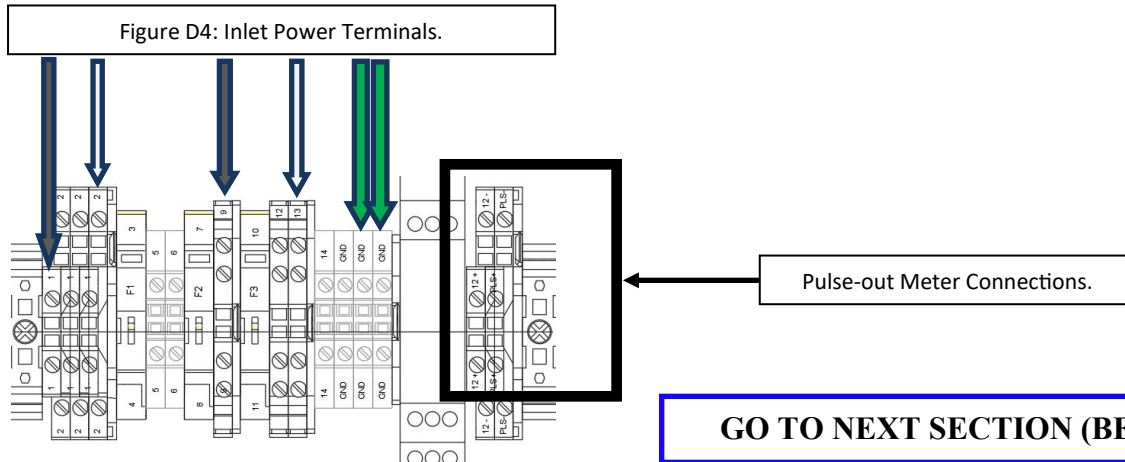 Figure D4: Inlet Power Terminals.
2 2 2 9 12 13 12 - PLS-
3 5 6 7 10 14 GND GND GND
1 1 1 12 + PLS+
F1 F2 F3
Pulse-out Meter Connections.
1 1 1 9 12 + PLS+
4 5 6 8 11 14 GND GND GND
2 2 2 12 - PLS-
GO TO NEXT SECTION (BE